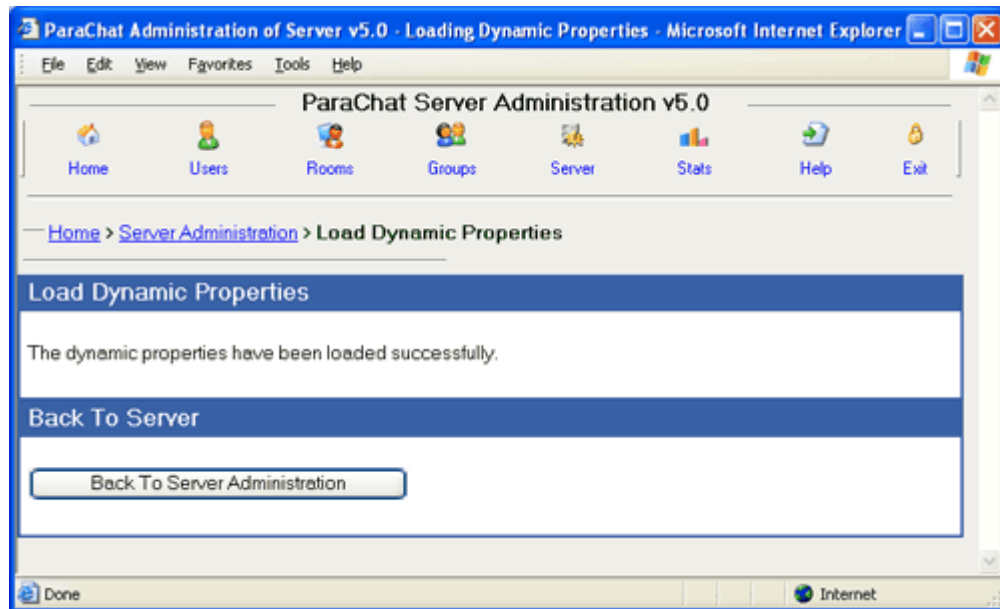 ParaChat Administration of Server v5.0 - Loading Dynamic Properties - Microsoft Internet Explorer
File Edit View Favorites Tools Help
ParaChat Server Administration v5.0
Home Users Rooms Groups Server Stats Help Exit
Home > Server Administration > Load Dynamic Properties
Load Dynamic Properties
The dynamic properties have been loaded successfully.
Back To Server
Back To Server Administration
Done Internet